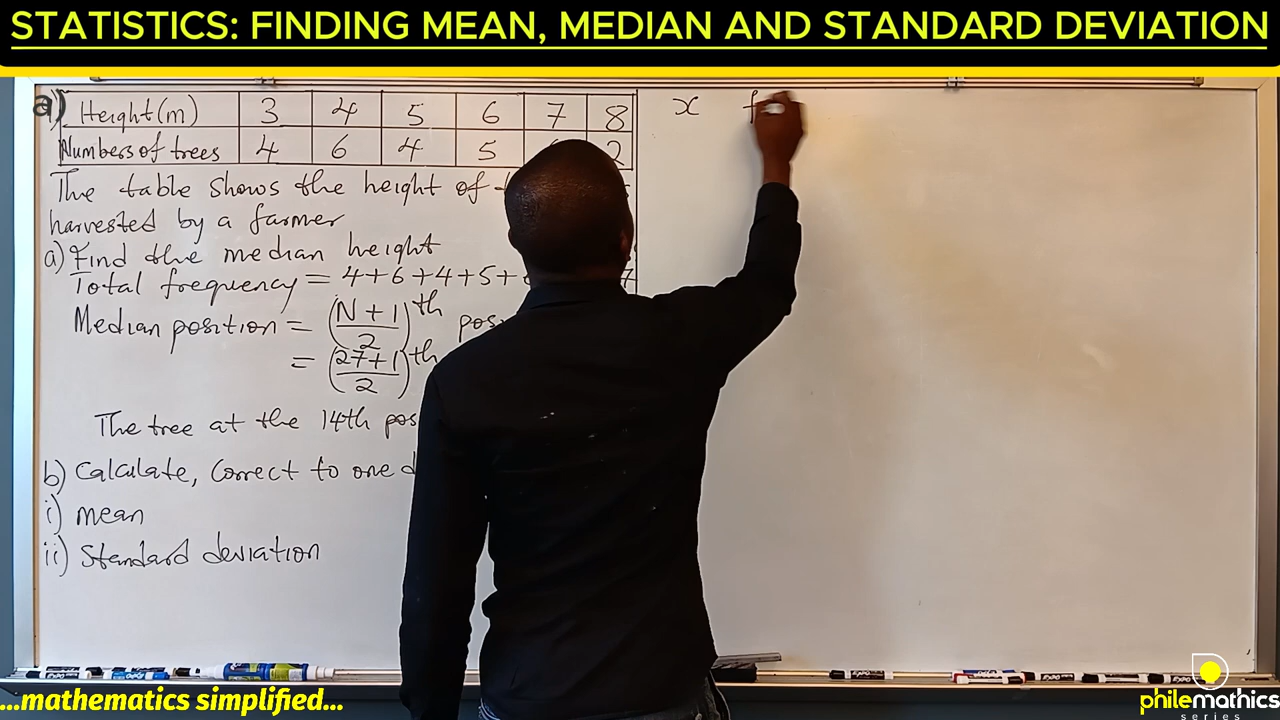 STATISTICS: FINDING MEAN, MEDIAN AND STANDARD DEVIATION
a) Height (m) 3 4 5 6 7 8
Numbers of trees 4 6 4 5 2
The table shows the height of
harvested by a farmer
a) Find the median height
Total frequency = 4+6+4+5+ 7
Median position = (N+1/2)th
= (27+1/2)th
The tree at the 14th
b) Calculate, correct to one
i) mean
ii) Standard deviation
x f
...mathematics simplified...
philemathics
series